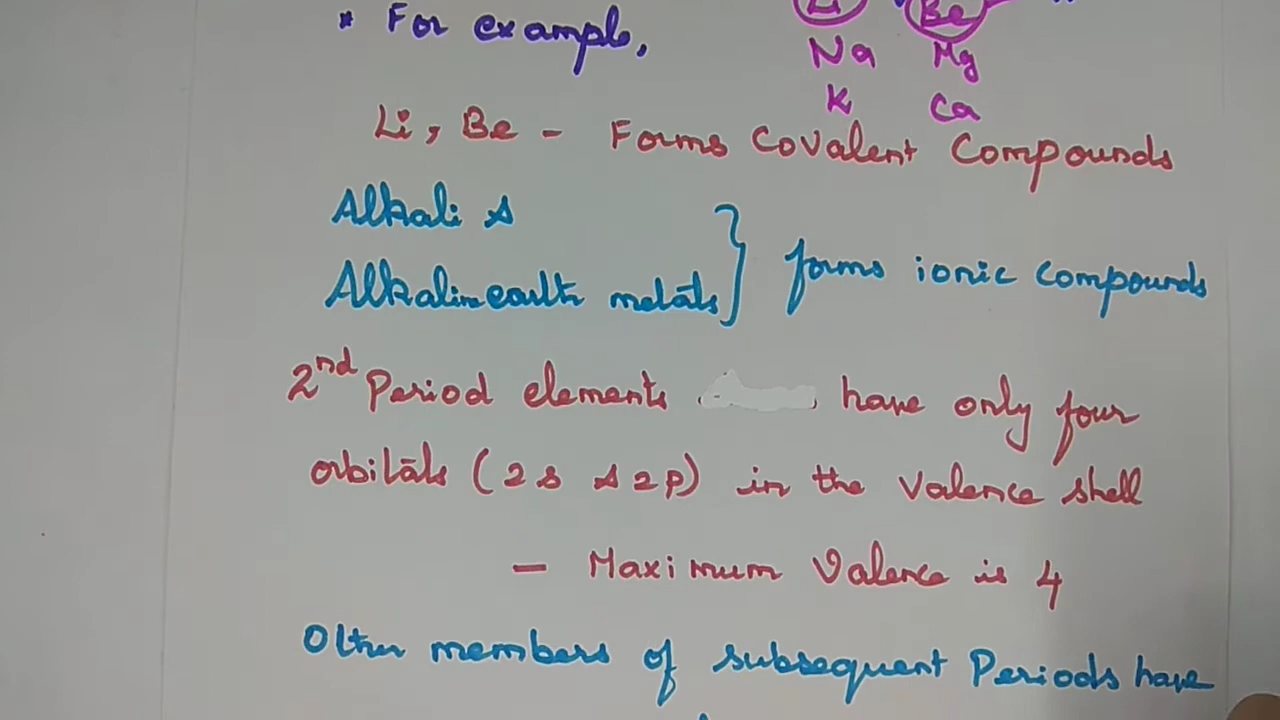 * For example,
Li Be
Na Mg
K Ca
Li, Be - Forms Covalent Compounds
Alkali &
Alkaline earth metals } forms ionic compounds
2nd Period elements have only four
orbitals (2s & 2p) in the valence shell
- Maximum Valence is 4
Other members of subsequent Periods have